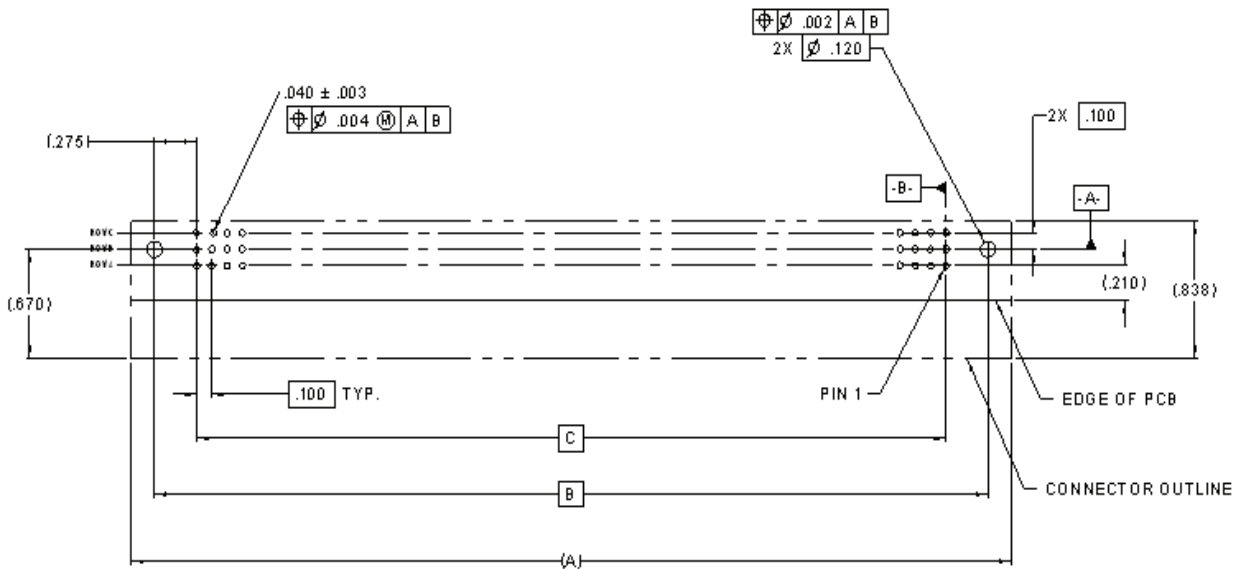 ⌖ Ø .002 A B
2X Ø .120
.040 ± .003
⌖ Ø .004 Ⓜ A B
2X .100
(.275)
-B-
-A-
ROW C
ROW B
ROW A
(.670)
(.210)
(.838)
.100 TYP.
PIN 1
EDGE OF PCB
C
B
CONNECTOR OUTLINE
(A)